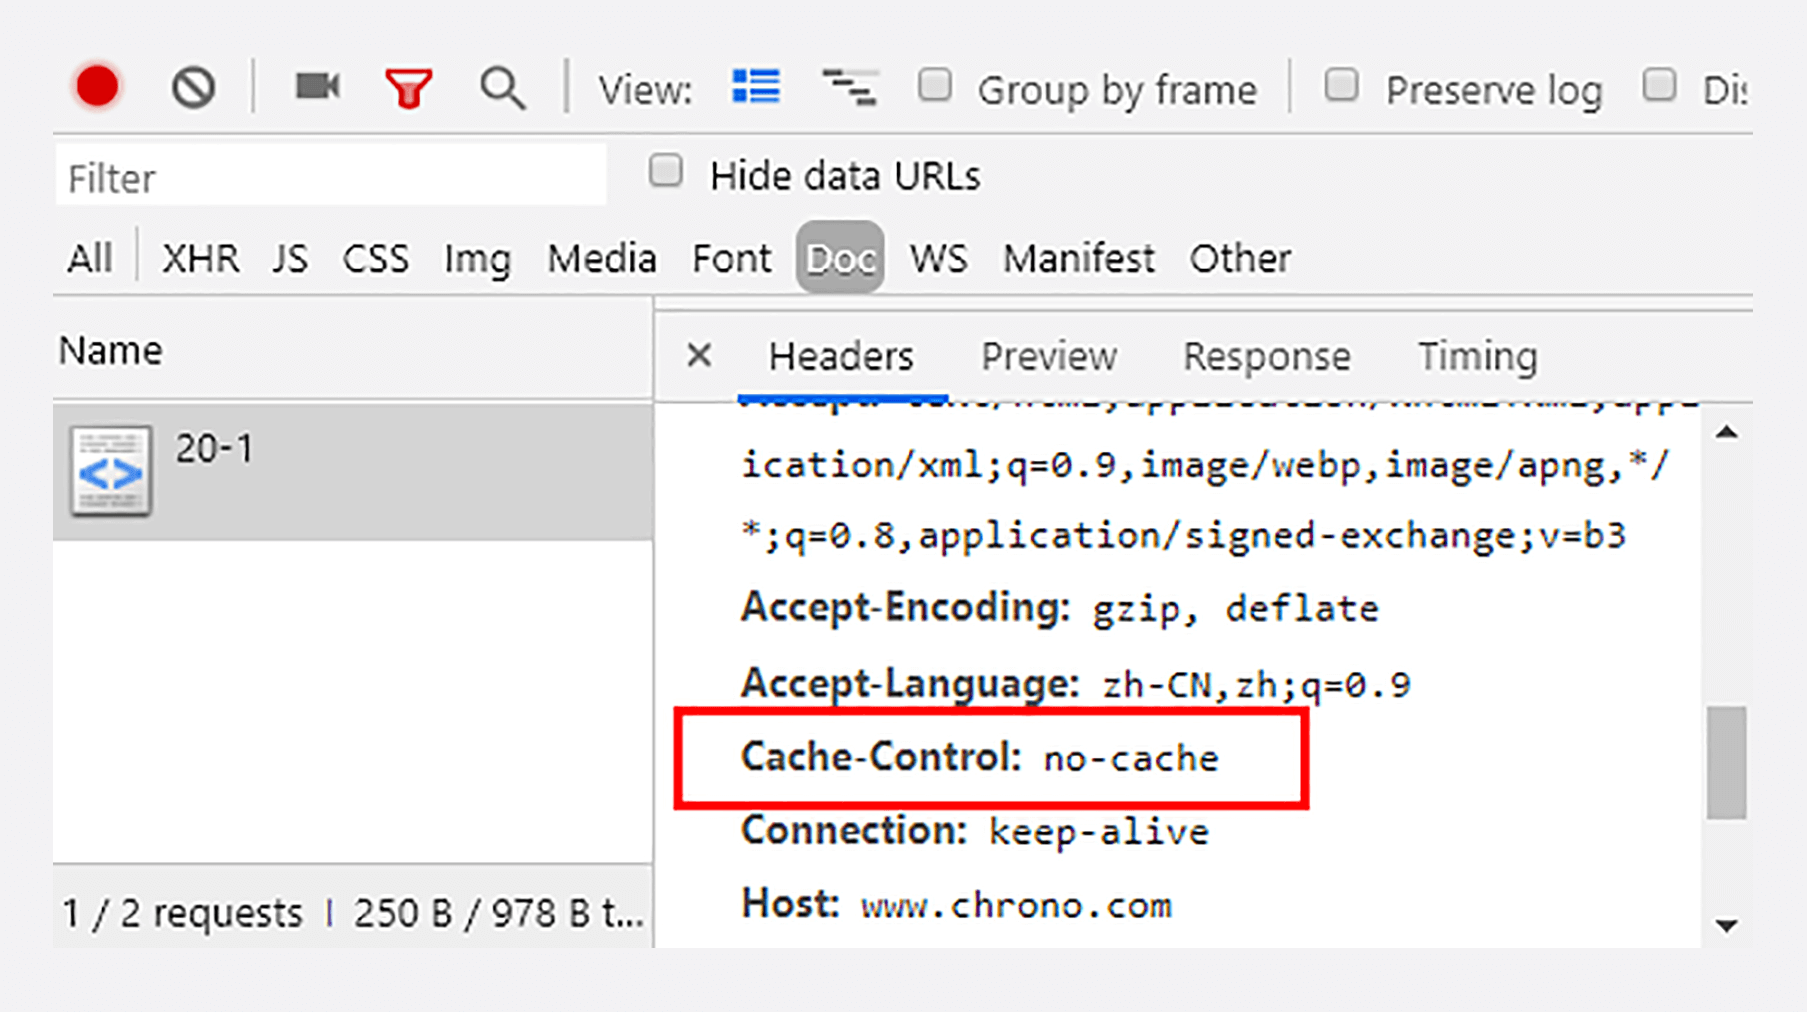 View: Group by frame Preserve log
Filter Hide data URLs
All XHR JS CSS Img Media Font Doc WS Manifest Other
Name
20-1
1 / 2 requests | 250 B / 978 B t...
Headers Preview Response Timing
ication/xml;q=0.9,image/webp,image/apng,*/
*;q=0.8,application/signed-exchange;v=b3
Accept-Encoding: gzip, deflate
Accept-Language: zh-CN,zh;q=0.9
Cache-Control: no-cache
Connection: keep-alive
Host: www.chrono.com